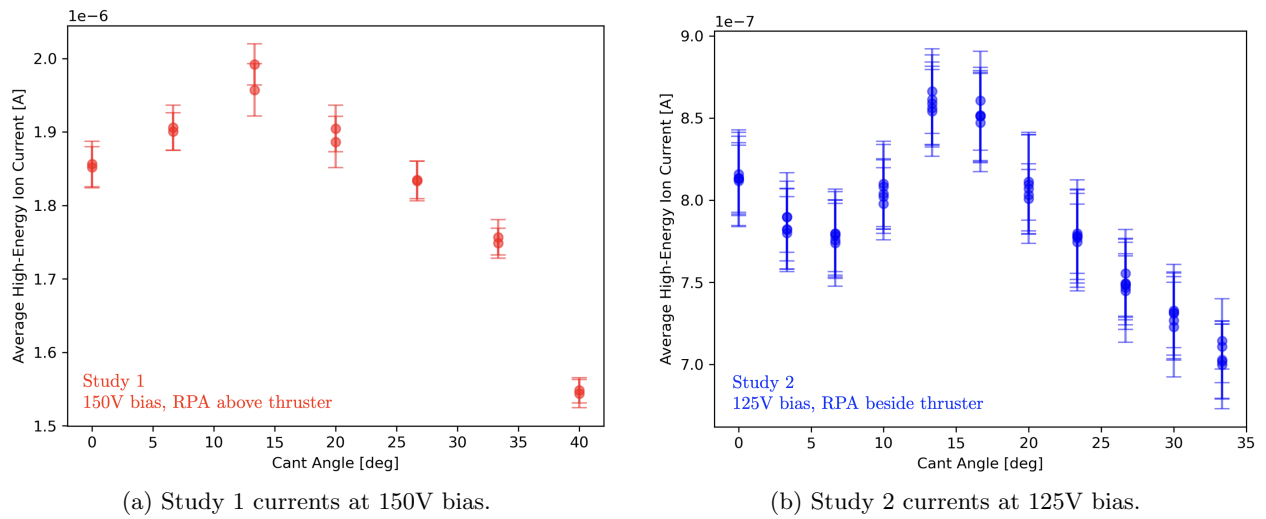 1e−6
2.0
1.9
1.8
1.7
1.6
1.5
Average High-Energy Ion Current [A]
Study 1
150V bias, RPA above thruster
0 5 10 15 20 25 30 35 40
Cant Angle [deg]
(a) Study 1 currents at 150V bias.
1e−7
9.0
8.5
8.0
7.5
7.0
Average High-Energy Ion Current [A]
Study 2
125V bias, RPA beside thruster
0 5 10 15 20 25 30 35
Cant Angle [deg]
(b) Study 2 currents at 125V bias.